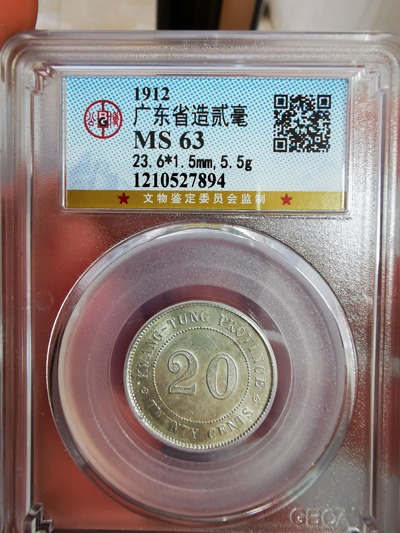 1912
广东省造贰毫
MS 63
23.6*1.5mm,5.5g
1210527894
★ 文物鉴定委员会监制 ★
KWANG-TUNG PROVINCE
20
TWENTY CENTS